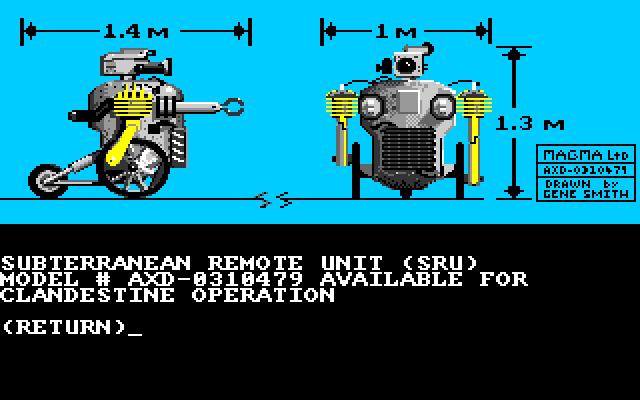 1.4 M
1 M
1.3 M
MAGMA Ltd
AXD-0310479
DRAWN by
GENE SMITH
SUBTERRANEAN REMOTE UNIT (SRU)
MODEL # AXD-0310479 AVAILABLE FOR
CLANDESTINE OPERATION
(RETURN)_